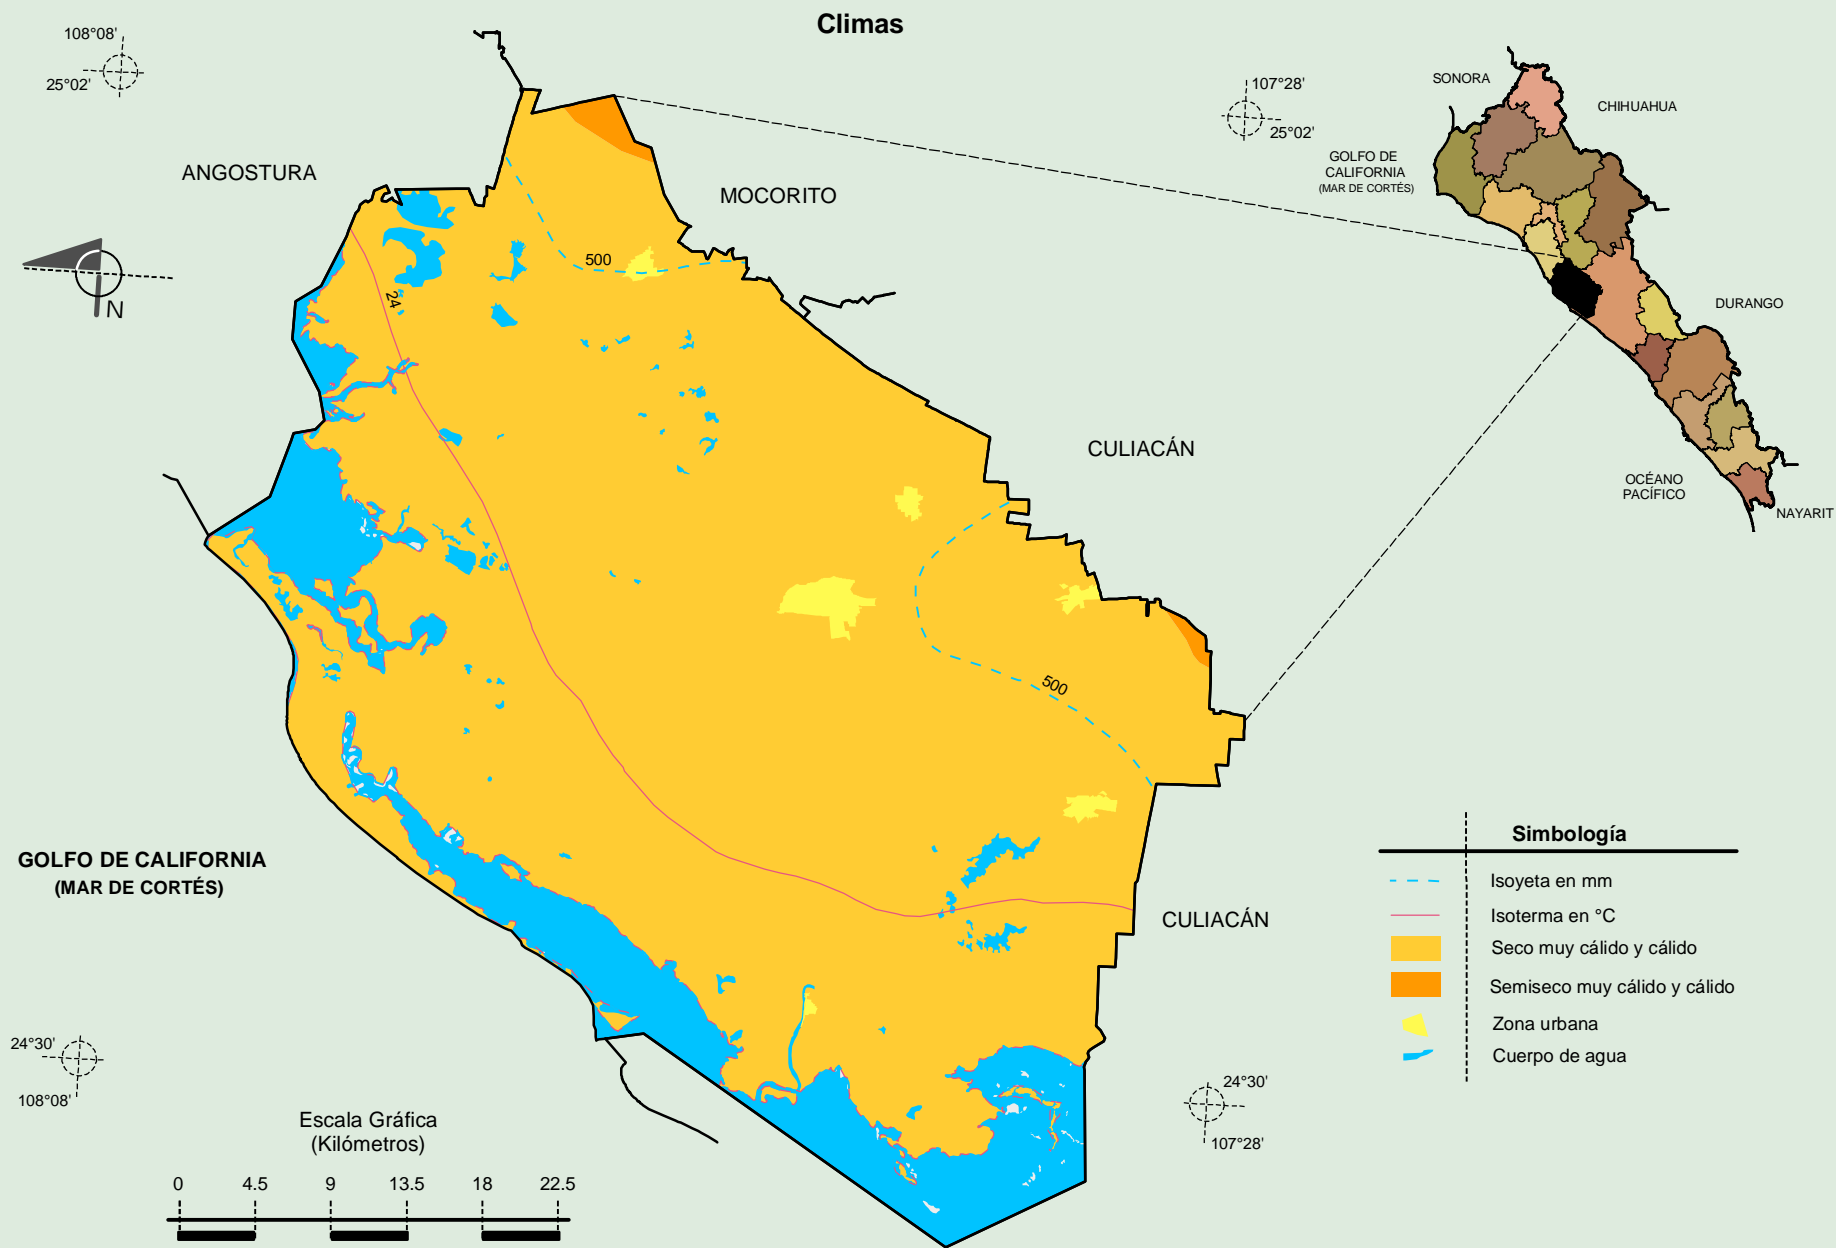 Climas
108°08'
25°02'
107°28'
25°02'
SONORA
CHIHUAHUA
GOLFO DE
CALIFORNIA
(MAR DE CORTÉS)
DURANGO
OCÉANO
PACÍFICO
NAYARIT
ANGOSTURA
MOCORITO
N
500
24
CULIACÁN
500
CULIACÁN
GOLFO DE CALIFORNIA
(MAR DE CORTÉS)
Simbología
Isoyeta en mm
Isoterma en °C
Seco muy cálido y cálido
Semiseco muy cálido y cálido
Zona urbana
Cuerpo de agua
24°30'
108°08'
24°30'
107°28'
Escala Gráfica
(Kilómetros)
0 4.5 9 13.5 18 22.5